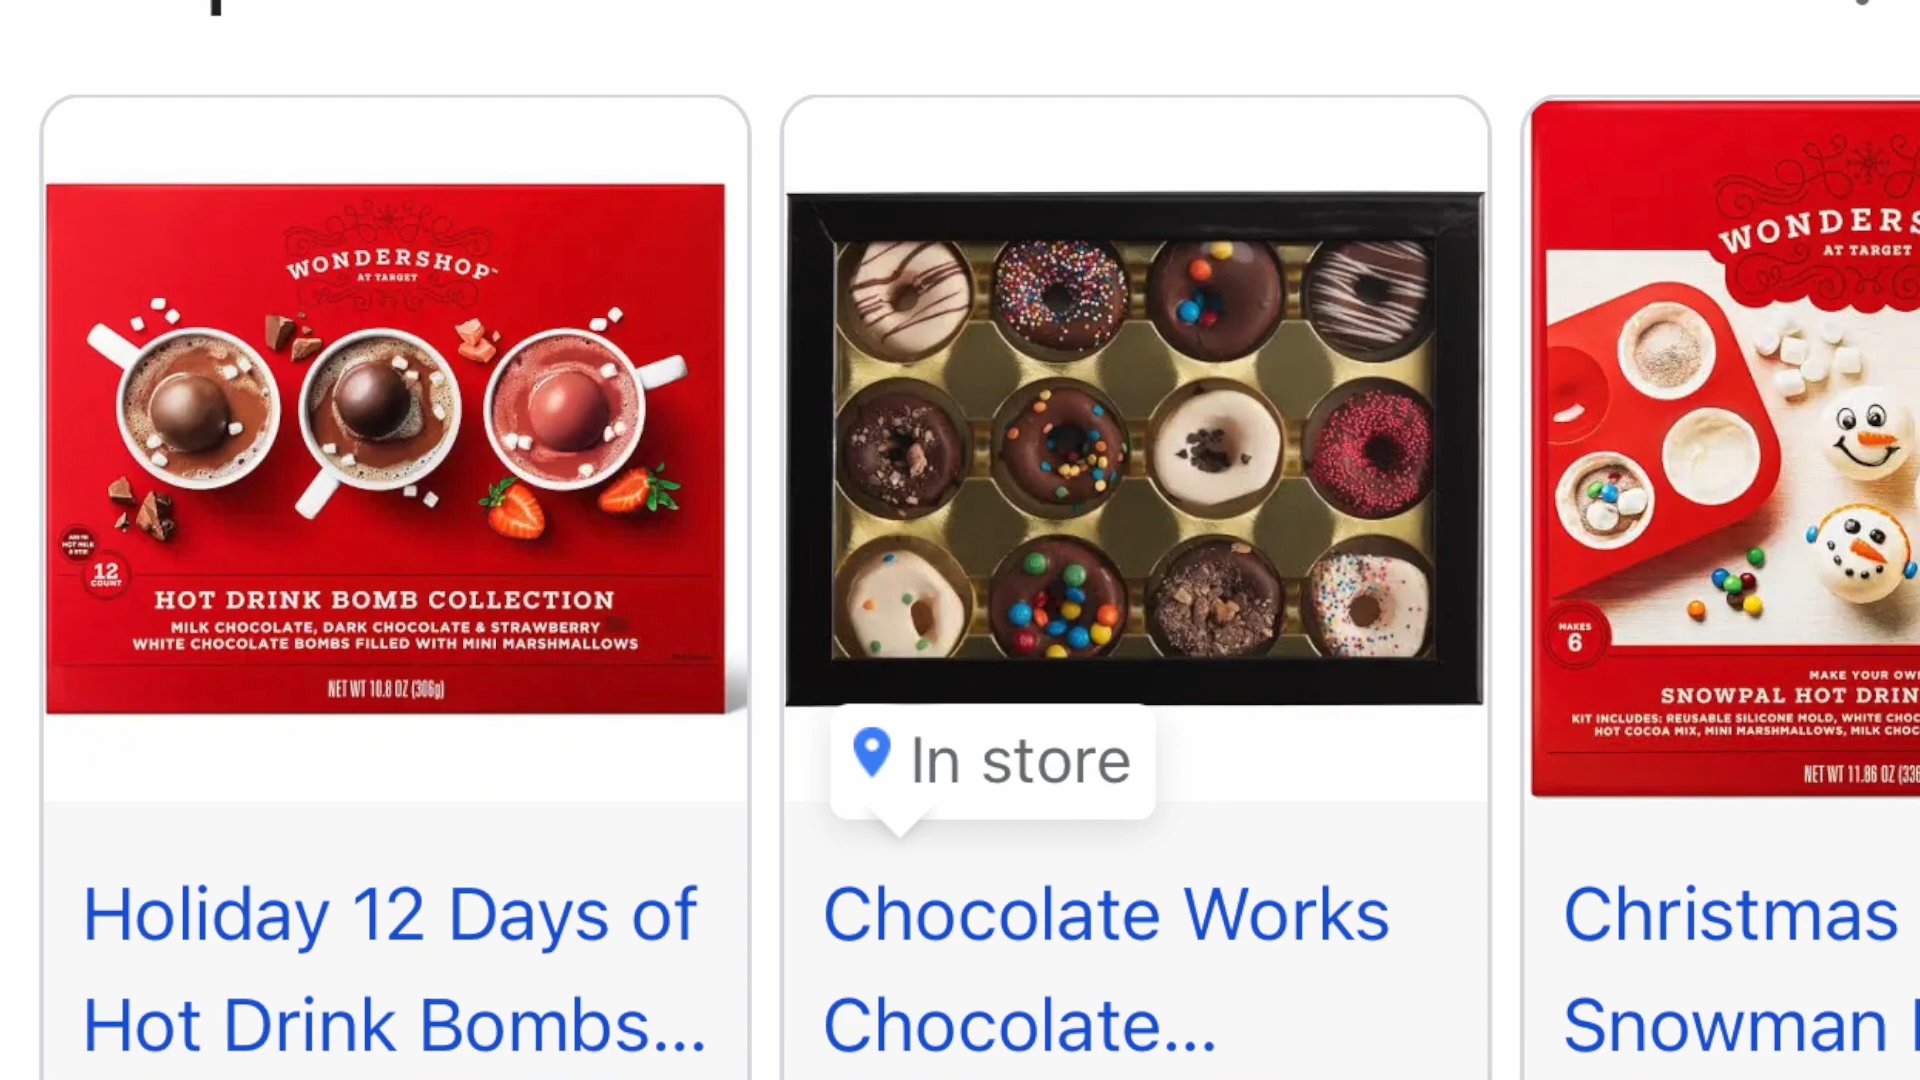 WONDERSHOP
AT TARGET
12
COUNT
HOT DRINK BOMB COLLECTION
MILK CHOCOLATE, DARK CHOCOLATE & STRAWBERRY
WHITE CHOCOLATE BOMBS FILLED WITH MINI MARSHMALLOWS
NET WT 10.8 OZ (306g)
Holiday 12 Days of
Hot Drink Bombs...
In store
Chocolate Works
Chocolate...
WONDERS
AT TARGET
MAKES
6
MAKE YOUR OWN
SNOWPAL HOT DRIN
KIT INCLUDES: REUSABLE SILICONE MOLD, WHITE CHOC
HOT COCOA MIX, MINI MARSHMALLOWS, MILK CHOC
NET WT 11.86 OZ (336
Christmas
Snowman